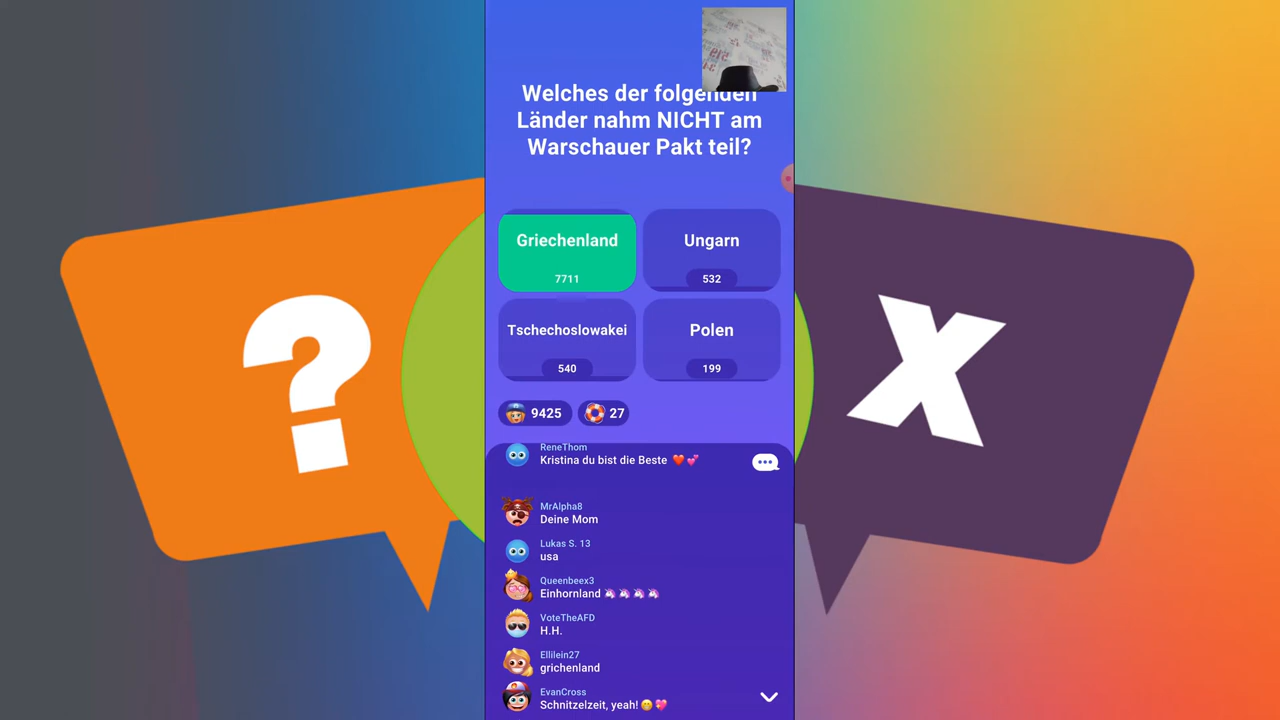 Welches der folgenden
Länder nahm NICHT am
Warschauer Pakt teil?
Griechenland
7711
Ungarn
532
Tschechoslowakei
540
Polen
199
9425
27
ReneThom
Kristina du bist die Beste ❤️💕
MrAlpha8
Deine Mom
Lukas S. 13
usa
Queenbeex3
Einhornland 🦄🦄🦄🦄
VoteTheAFD
H.H.
Ellilein27
grichenland
EvanCross
Schnitzelzeit, yeah! 😁💖
?
X